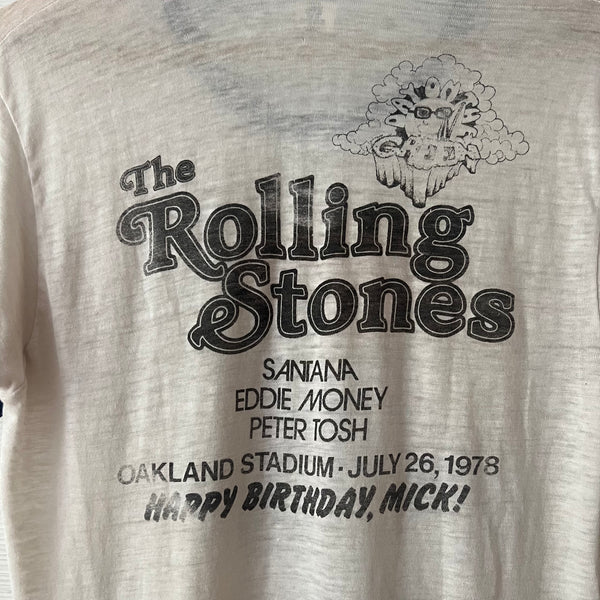 DAY ON THE
GREEN
The
Rolling
Stones
SANTANA
EDDIE MONEY
PETER TOSH
OAKLAND STADIUM - JULY 26, 1978
HAPPY BIRTHDAY, MICK!